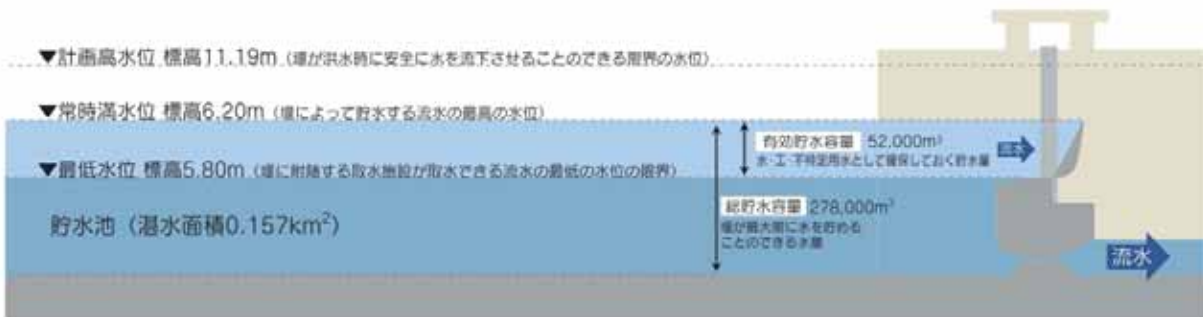 ▼計画高水位 標高11.19m（堰が洪水時に安全に水を流下させることのできる限界の水位）
▼常時満水位 標高6.20m（堰によって貯水する流水の最高の水位）
有効貯水容量 52,000m³
水・工・不特定用水として確保しておく貯水量
流水
▼最低水位 標高5.80m（堰に附随する取水施設が取水できる流水の最低の水位の限界）
総貯水容量 278,000m³
堰が最大限に水を貯める
ことのできる水量
貯水池（湛水面積0.157km²）
流水